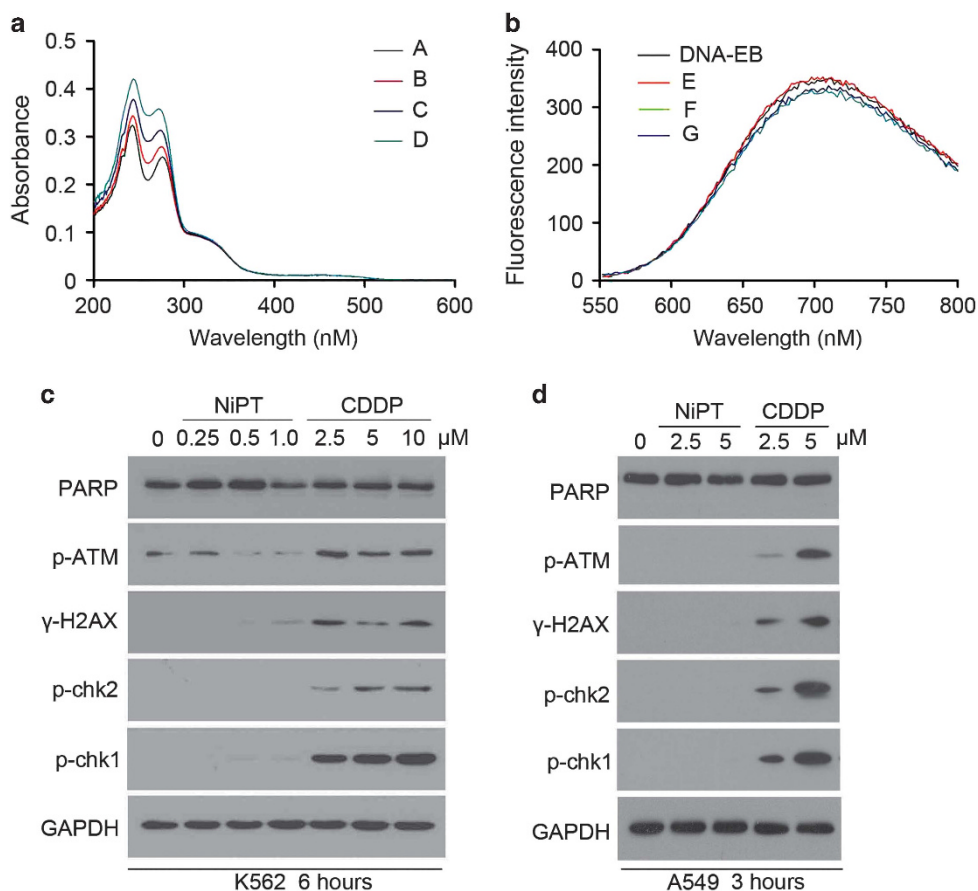 a
0.5
0.4
0.3
0.2
0.1
0
Absorbance
A
B
C
D
200 300 400 500 600
Wavelength (nM)
b
400
300
200
100
0
Fluorescence intensity
DNA-EB
E
F
G
550 600 650 700 750 800
Wavelength (nM)
c
NiPT CDDP
0 0.25 0.5 1.0 2.5 5 10 μM
PARP
p-ATM
γ-H2AX
p-chk2
p-chk1
GAPDH
K562 6 hours
d
NiPT CDDP
0 2.5 5 2.5 5 μM
PARP
p-ATM
γ-H2AX
p-chk2
p-chk1
GAPDH
A549 3 hours